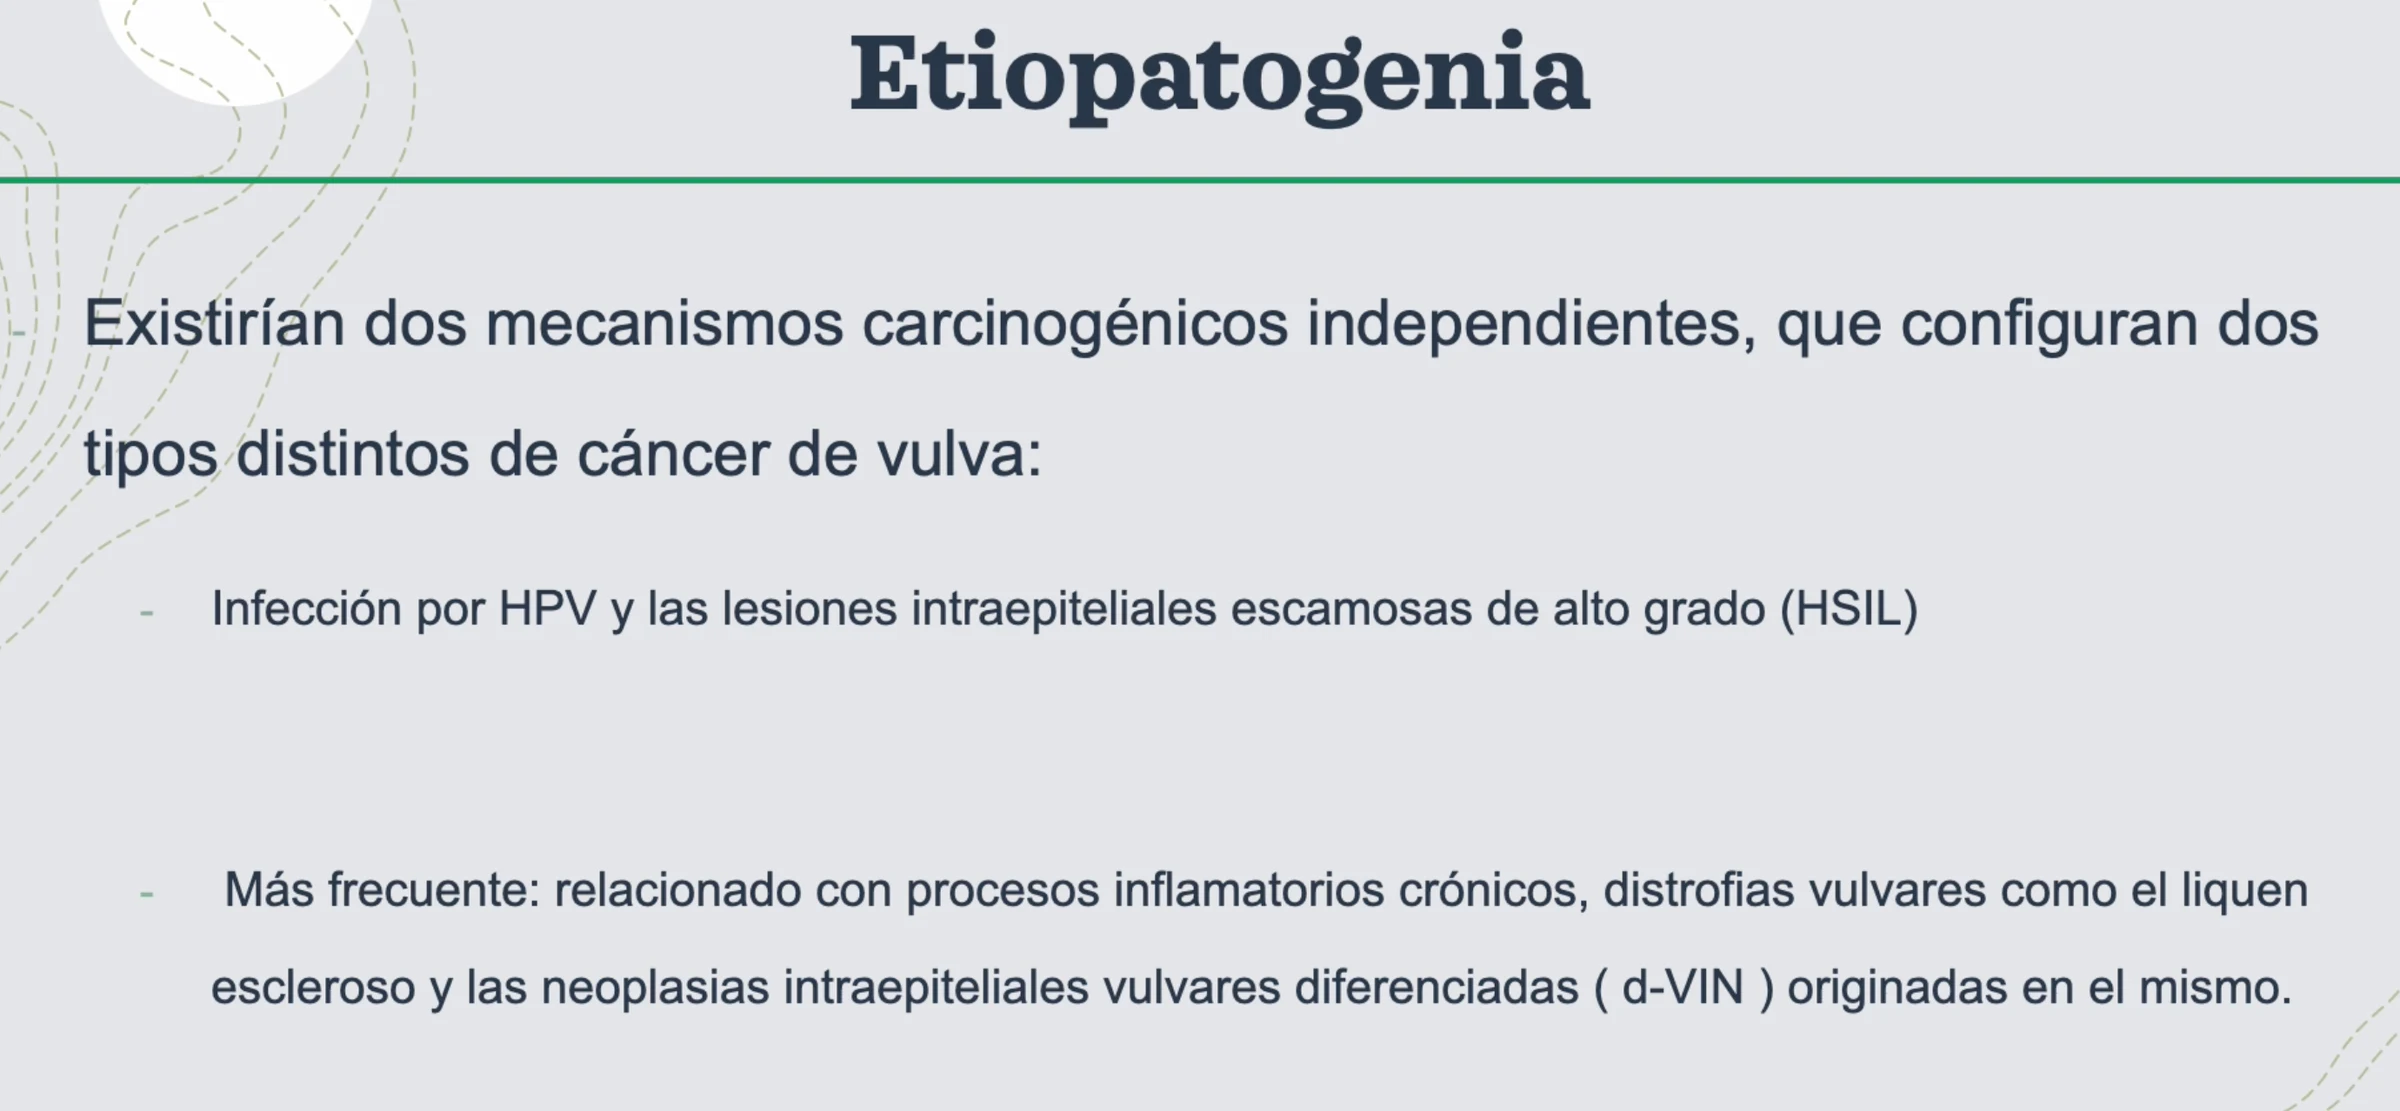 Etiopatogenia
- Existirían dos mecanismos carcinogénicos independientes, que configuran dos
tipos distintos de cáncer de vulva:
- Infección por HPV y las lesiones intraepiteliales escamosas de alto grado (HSIL)
- Más frecuente: relacionado con procesos inflamatorios crónicos, distrofias vulvares como el liquen
escleroso y las neoplasias intraepiteliales vulvares diferenciadas ( d-VIN ) originadas en el mismo.